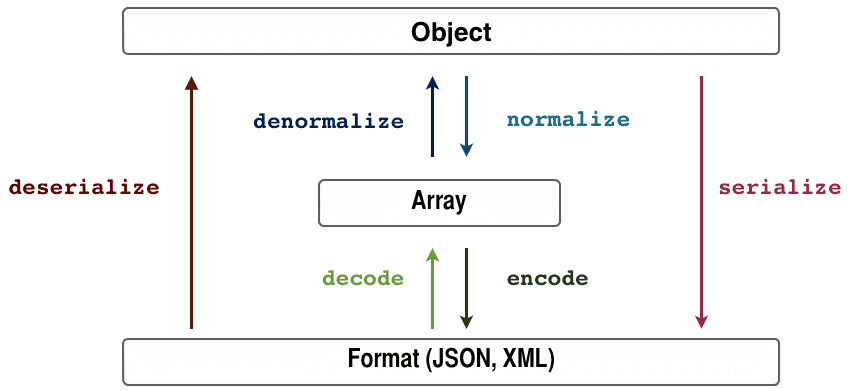 Object
denormalize
normalize
deserialize
Array
serialize
decode
encode
Format (JSON, XML)